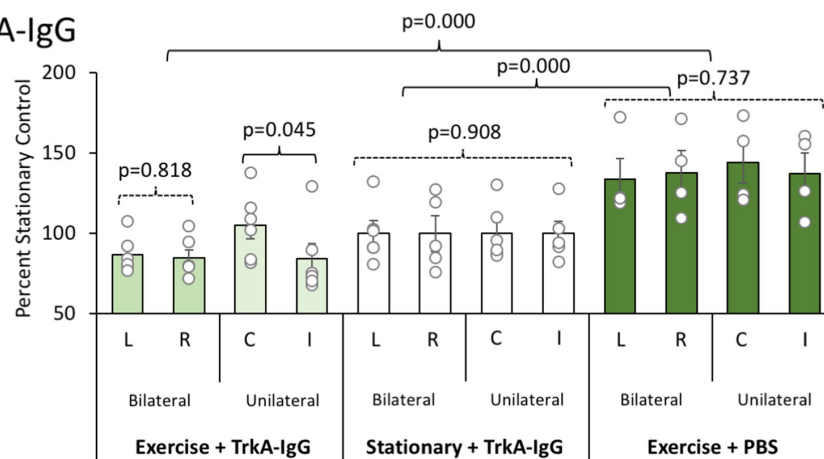 A-IgG
p=0.000
p=0.000
p=0.737
p=0.908
p=0.045
p=0.818
Percent Stationary Control
200
150
100
50
L R C I L R C I L R C I
Bilateral Unilateral Bilateral Unilateral Bilateral Unilateral
Exercise + TrkA-IgG Stationary + TrkA-IgG Exercise + PBS